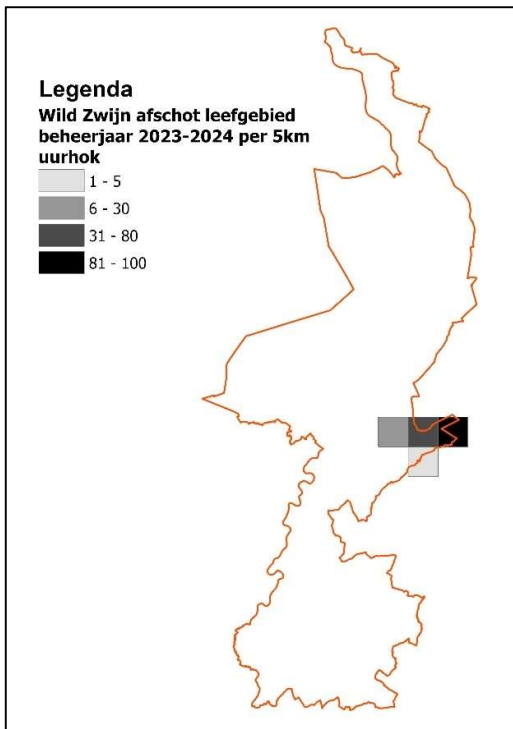 Legenda
Wild Zwijn afschot leefgebied
beheerjaar 2023-2024 per 5km
uurhok
1 - 5
6 - 30
31 - 80
81 - 100